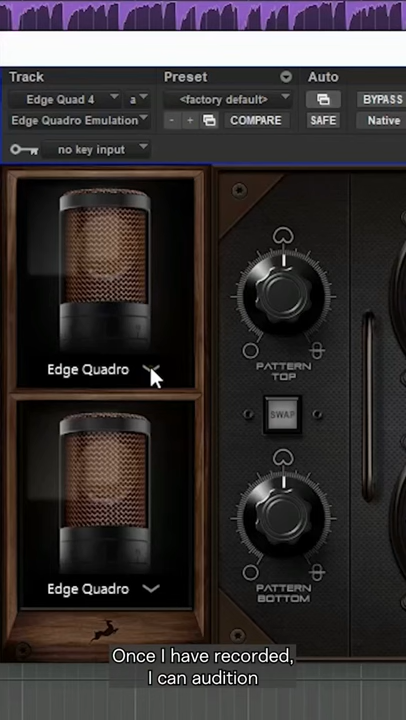 Track Preset Auto
Edge Quad 4 a <factory default> BYPASS
Edge Quadro Emulation - + COMPARE SAFE Native
no key input
Edge Quadro
PATTERN
TOP
SWAP
PATTERN
BOTTOM
Edge Quadro
Once I have recorded,
I can audition